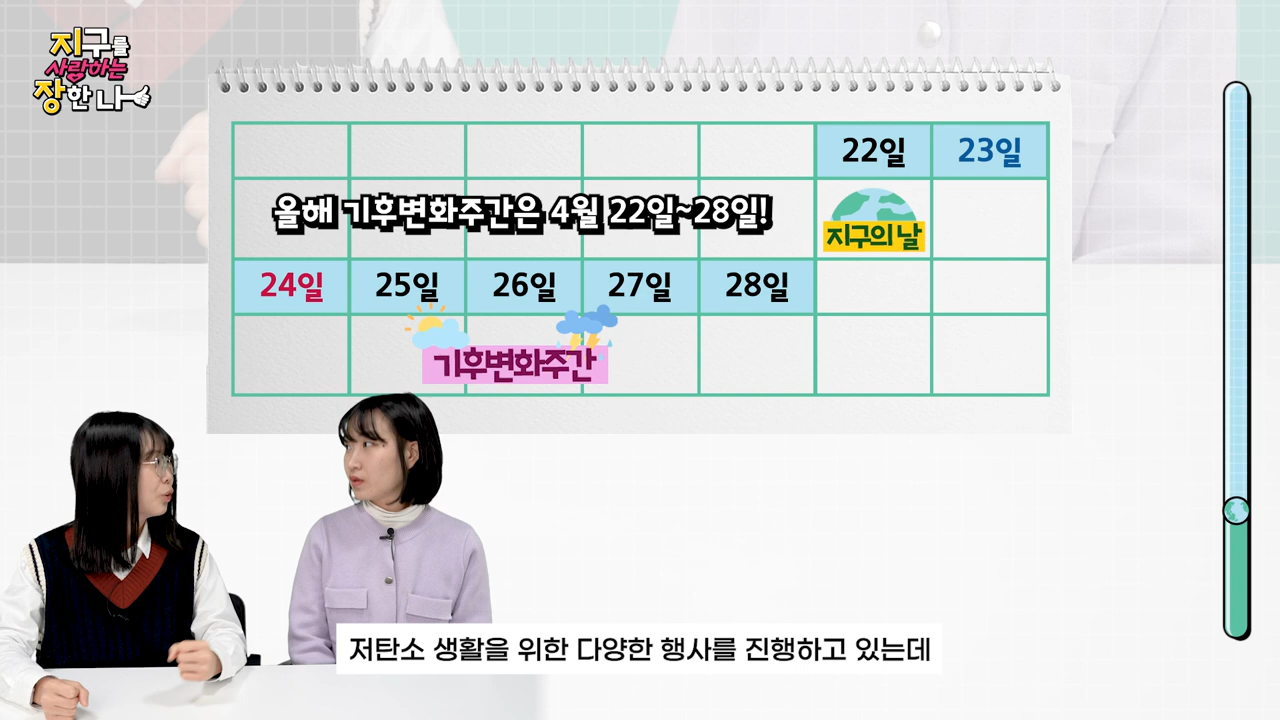 지구를
사랑하는
장한 나
22일 23일
올해 기후변화주간은 4월 22일~28일!
지구의 날
24일 25일 26일 27일 28일
기후변화주간
저탄소 생활을 위한 다양한 행사를 진행하고 있는데